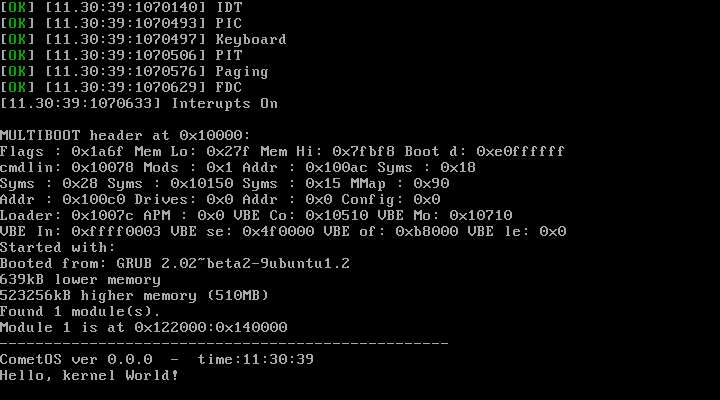 [OK] [11.30:39:1070140] IDT
[OK] [11.30:39:1070493] PIC
[OK] [11.30:39:1070497] Keyboard
[OK] [11.30:39:1070506] PIT
[OK] [11.30:39:1070576] Paging
[OK] [11.30:39:1070629] FDC
[11.30:39:1070633] Interupts On
MULTIBOOT header at 0x10000:
Flags : 0x1a6f Mem Lo: 0x27f Mem Hi: 0x7fbf8 Boot d: 0xe0ffffff
cmdlin: 0x10078 Mods : 0x1 Addr : 0x100ac Syms : 0x18
Syms : 0x28 Syms : 0x10150 Syms : 0x15 MMap : 0x90
Addr : 0x100c0 Drives: 0x0 Addr : 0x0 Config: 0x0
Loader: 0x1007c APM : 0x0 VBE Co: 0x10510 VBE Mo: 0x10710
VBE In: 0xffff0003 VBE se: 0x4f0000 VBE of: 0xb8000 VBE le: 0x0
Started with:
Booted from: GRUB 2.02~beta2-9ubuntu1.2
639kB lower memory
523256kB higher memory (510MB)
Found 1 module(s).
Module 1 is at 0x122000:0x140000
--------------------------------------------------
CometOS ver 0.0.0  -  time:11:30:39
Hello, kernel World!